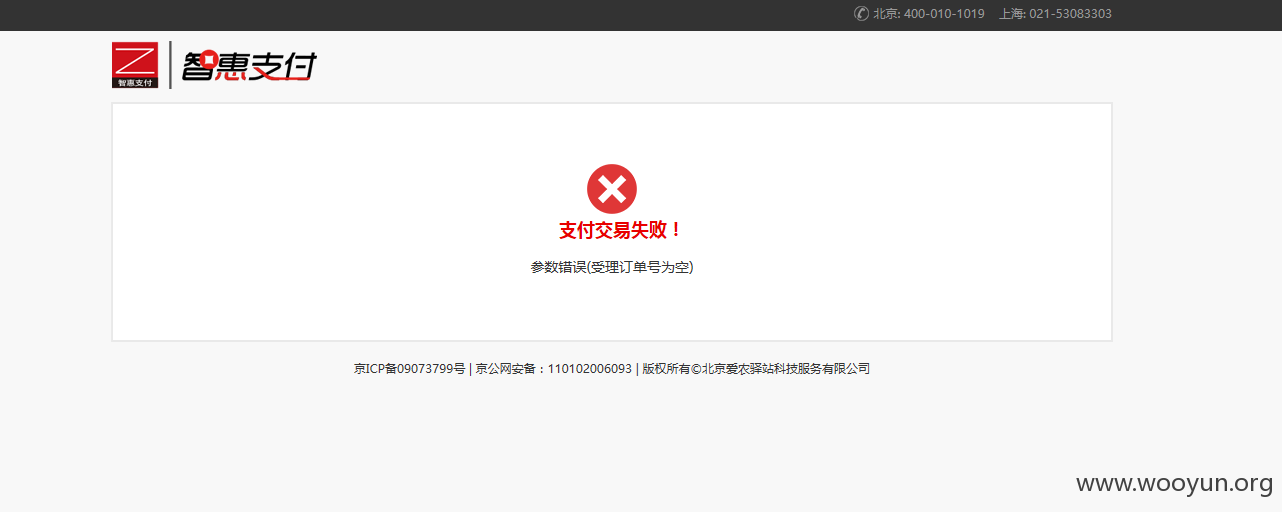 北京: 400-010-1019 上海: 021-53083303
智惠支付
智惠支付
支付交易失败！
参数错误(受理订单号为空)
京ICP备09073799号 | 京公网安备：110102006093 | 版权所有©北京爱农驿站科技服务有限公司
www.wooyun.org